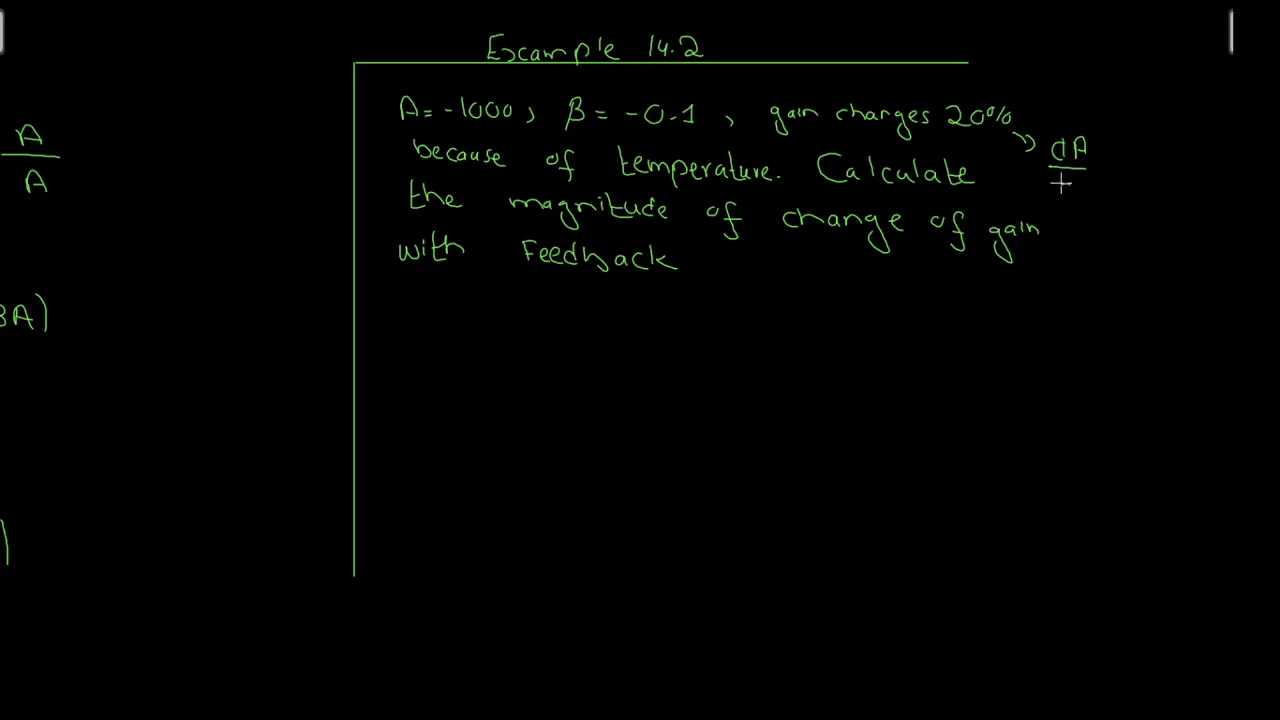 Example 14.2
A = -1000, β = -0.1, gain changes 20%
because of temperature. Calculate
dA
the magnitude of change of gain
with Feedback
A
A
βA)
)